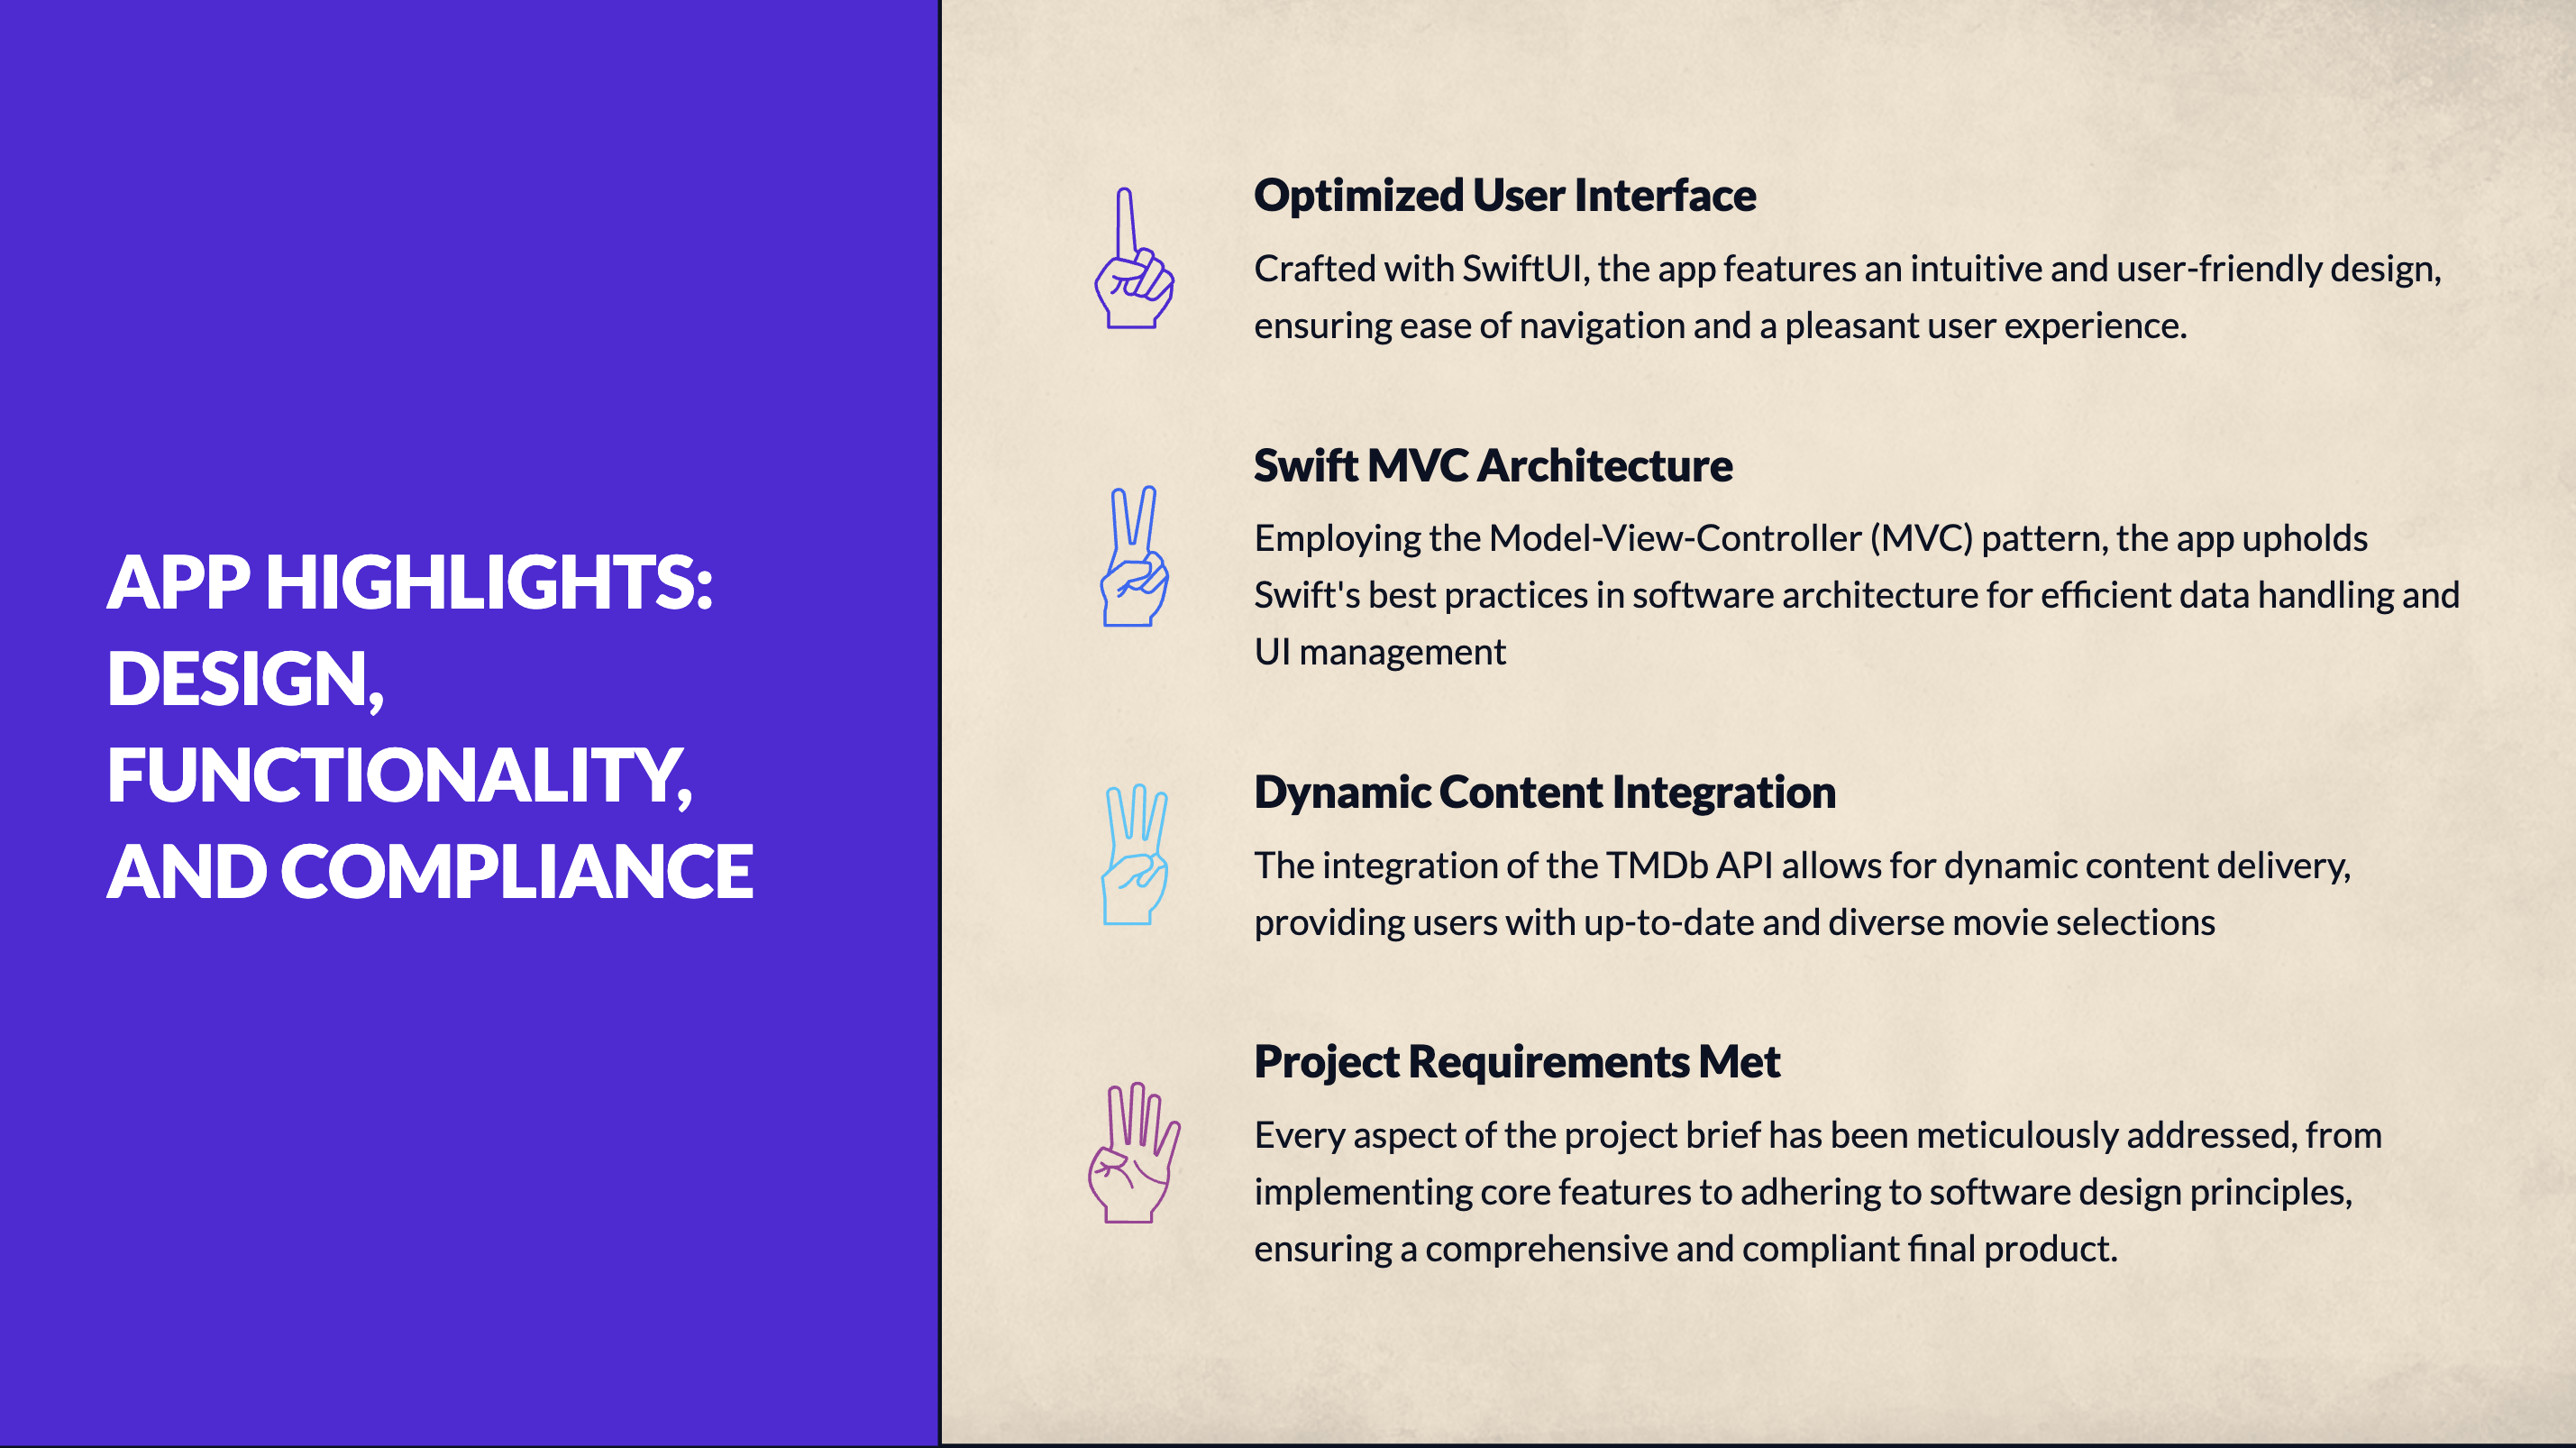 APP HIGHLIGHTS:
DESIGN,
FUNCTIONALITY,
AND COMPLIANCE
Optimized User Interface
Crafted with SwiftUI, the app features an intuitive and user-friendly design,
ensuring ease of navigation and a pleasant user experience.
Swift MVC Architecture
Employing the Model-View-Controller (MVC) pattern, the app upholds
Swift's best practices in software architecture for efficient data handling and
UI management
Dynamic Content Integration
The integration of the TMDb API allows for dynamic content delivery,
providing users with up-to-date and diverse movie selections
Project Requirements Met
Every aspect of the project brief has been meticulously addressed, from
implementing core features to adhering to software design principles,
ensuring a comprehensive and compliant final product.